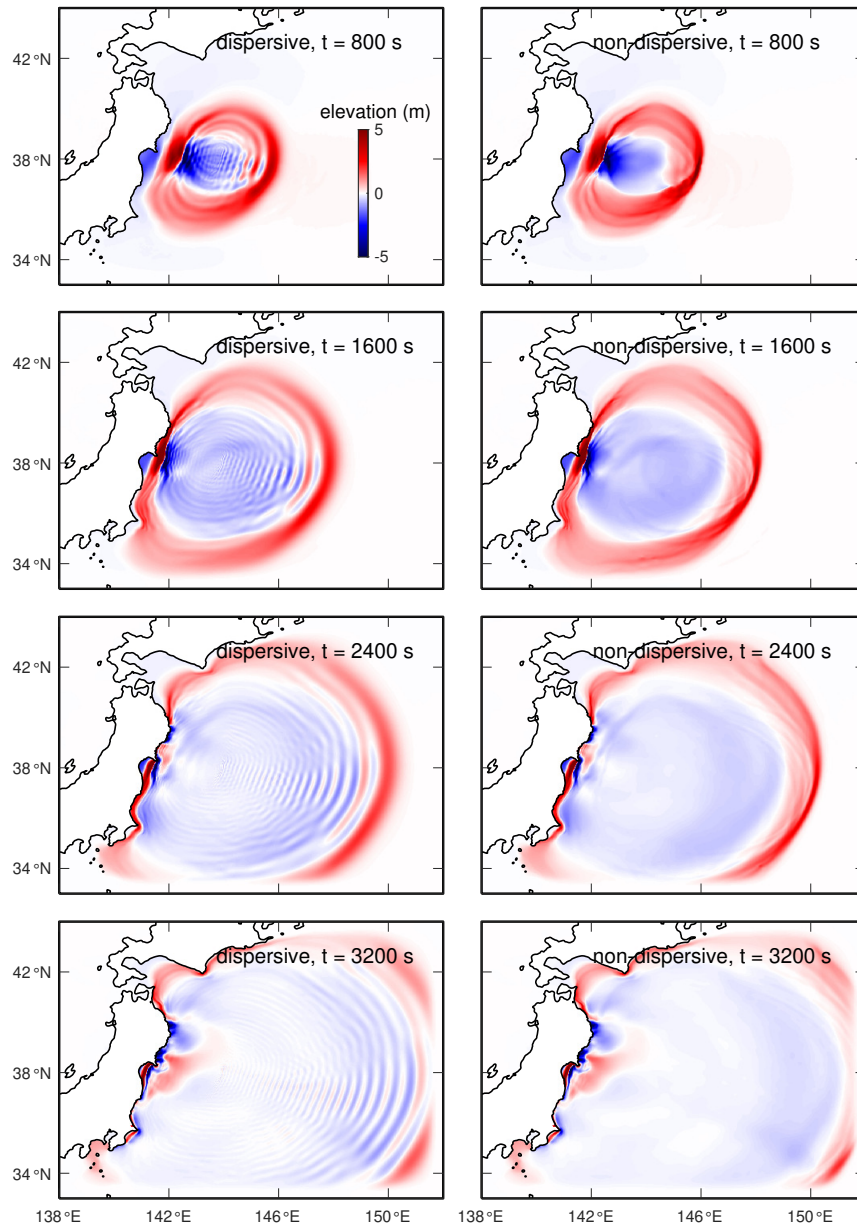 dispersive, t = 800 s
non-dispersive, t = 800 s
42°N
elevation (m)
5
38°N
0
34°N
-5
dispersive, t = 1600 s
non-dispersive, t = 1600 s
42°N
38°N
34°N
dispersive, t = 2400 s
non-dispersive, t = 2400 s
42°N
38°N
34°N
dispersive, t = 3200 s
non-dispersive, t = 3200 s
42°N
38°N
34°N
138°E 142°E 146°E 150°E 138°E 142°E 146°E 150°E